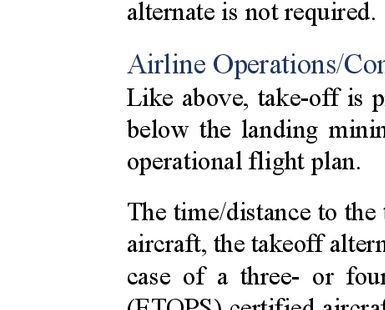 alternate is not required.
Airline Operations/Con
Like above, take-off is p
below the landing minin
operational flight plan.
The time/distance to the t
aircraft, the takeoff altern
case of a three- or four
(ETOPS) certified aircraf